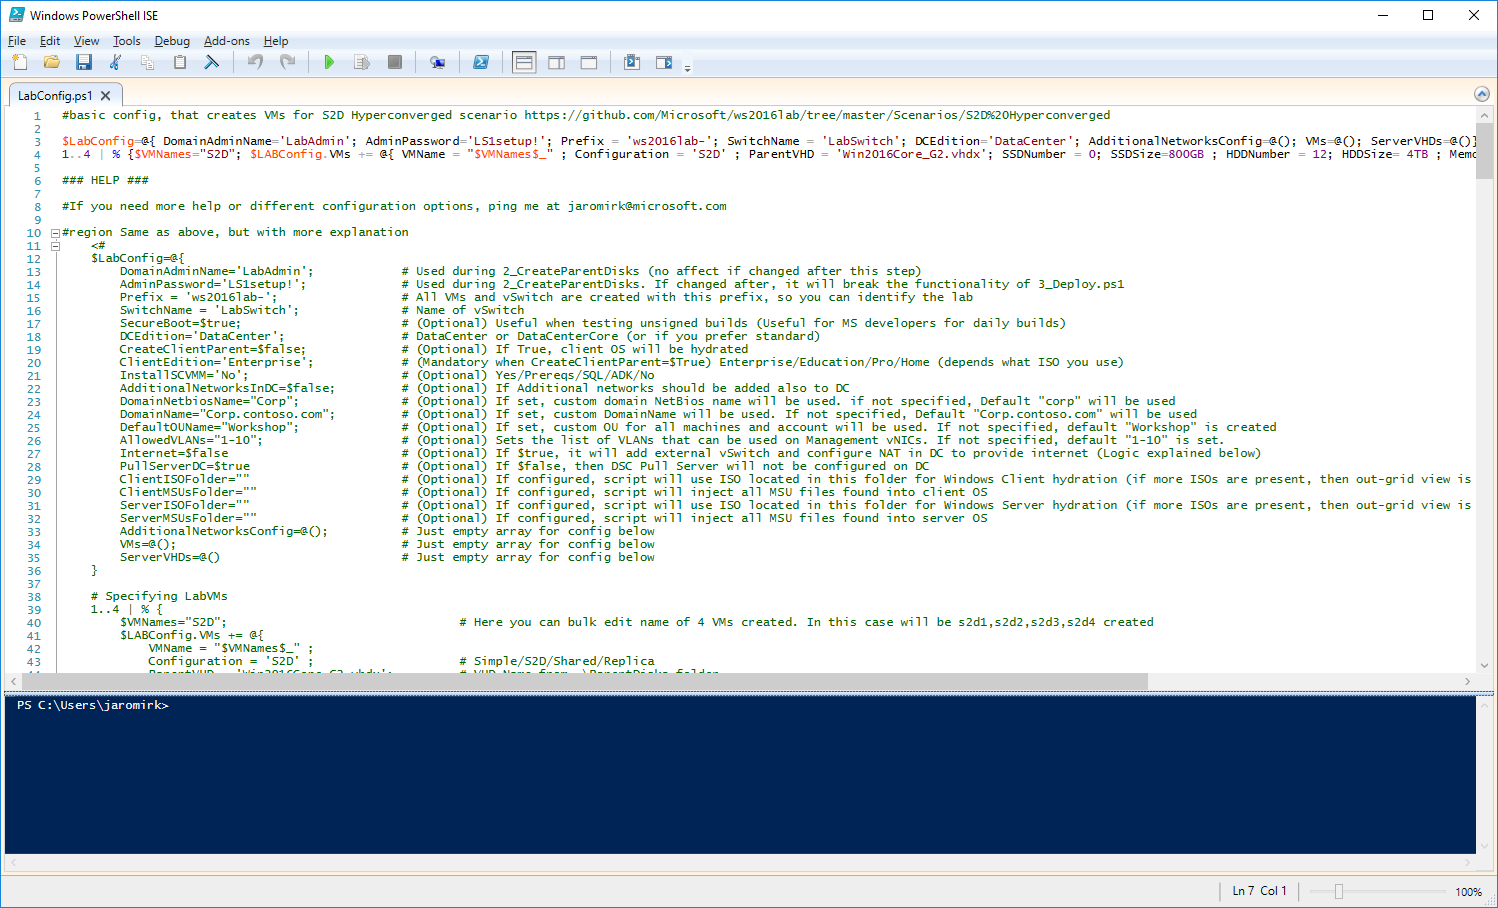 Windows PowerShell ISE
File Edit View Tools Debug Add-ons Help
LabConfig.ps1
1 #basic config, that creates VMs for S2D Hyperconverged scenario https://github.com/Microsoft/ws2016lab/tree/master/Scenarios/S2D%20Hyperconverged
2
3 $LabConfig=@{ DomainAdminName='LabAdmin'; AdminPassword='LS1setup!'; Prefix = 'ws2016lab-'; SwitchName = 'LabSwitch'; DCEdition='DataCenter'; AdditionalNetworksConfig=@(); VMs=@(); ServerVHDs=@()}
4 1..4 | % {$VMNames="S2D"; $LABConfig.VMs += @{ VMName = "$VMNames$_" ; Configuration = 'S2D' ; ParentVHD = 'Win2016Core_G2.vhdx'; SSDNumber = 0; SSDSize=800GB ; HDDNumber = 12; HDDSize= 4TB ; Memo
5
6 ### HELP ###
7
8 #If you need more help or different configuration options, ping me at jaromirk@microsoft.com
9
10 #region Same as above, but with more explanation
11 <#
12 $LabConfig=@{
13 DomainAdminName='LabAdmin'; # Used during 2_CreateParentDisks (no affect if changed after this step)
14 AdminPassword='LS1setup!'; # Used during 2_CreateParentDisks. If changed after, it will break the functionality of 3_Deploy.ps1
15 Prefix = 'ws2016lab-'; # All VMs and vSwitch are created with this prefix, so you can identify the lab
16 SwitchName = 'LabSwitch'; # Name of vSwitch
17 SecureBoot=$true; # (Optional) Useful when testing unsigned builds (Useful for MS developers for daily builds)
18 DCEdition='DataCenter'; # DataCenter or DataCenterCore (or if you prefer standard)
19 CreateClientParent=$false; # (Optional) If True, client OS will be hydrated
20 ClientEdition='Enterprise'; # (Mandatory when CreateClientParent=$True) Enterprise/Education/Pro/Home (depends what ISO you use)
21 InstallSCVMM='No'; # (Optional) Yes/Prereqs/SQL/ADK/No
22 AdditionalNetworksInDC=$false; # (Optional) If Additional networks should be added also to DC
23 DomainNetbiosName="Corp"; # (Optional) If set, custom domain NetBios name will be used. if not specified, Default "corp" will be used
24 DomainName="Corp.contoso.com"; # (Optional) If set, custom DomainName will be used. If not specified, Default "Corp.contoso.com" will be used
25 DefaultOUName="Workshop"; # (Optional) If set, custom OU for all machines and account will be used. If not specified, default "Workshop" is created
26 AllowedVLANs="1-10"; # (Optional) Sets the list of VLANs that can be used on Management vNICs. If not specified, default "1-10" is set.
27 Internet=$false # (Optional) If $true, it will add external vSwitch and configure NAT in DC to provide internet (Logic explained below)
28 PullServerDC=$true # (Optional) If $false, then DSC Pull Server will not be configured on DC
29 ClientISOFolder="" # (Optional) If configured, script will use ISO located in this folder for Windows Client hydration (if more ISOs are present, then out-grid view is
30 ClientMSUsFolder="" # (Optional) If configured, script will inject all MSU files found into client OS
31 ServerISOFolder="" # (Optional) If configured, script will use ISO located in this folder for Windows Server hydration (if more ISOs are present, then out-grid view is
32 ServerMSUsFolder="" # (Optional) If configured, script will inject all MSU files found into server OS
33 AdditionalNetworksConfig=@(); # Just empty array for config below
34 VMs=@(); # Just empty array for config below
35 ServerVHDs=@() # Just empty array for config below
36 }
37
38 # Specifying LabVMs
39 1..4 | % {
40 $VMNames="S2D"; # Here you can bulk edit name of 4 VMs created. In this case will be s2d1,s2d2,s2d3,s2d4 created
41 $LABConfig.VMs += @{
42 VMName = "$VMNames$_" ;
43 Configuration = 'S2D' ; # Simple/S2D/Shared/Replica
PS C:\Users\jaromirk>
Ln 7 Col 1 100%